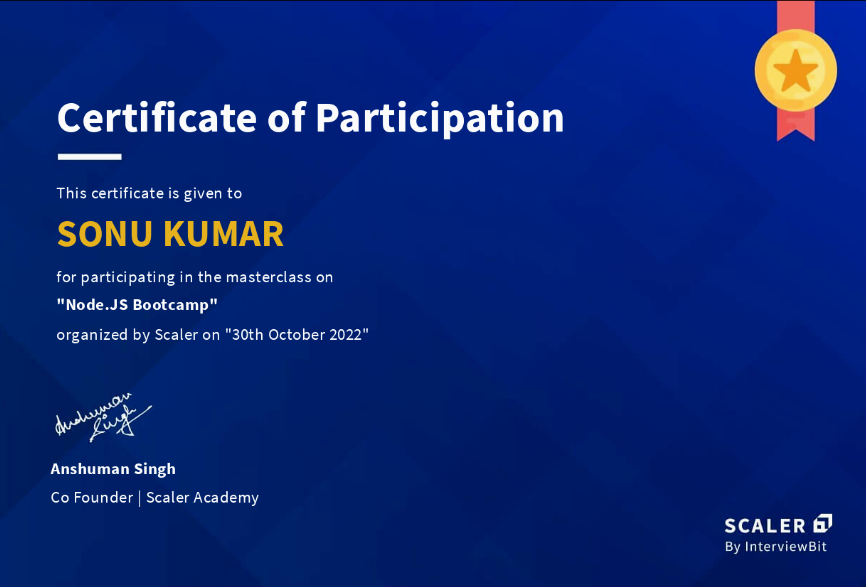 Certificate of Participation
This certificate is given to
SONU KUMAR
for participating in the masterclass on
"Node.JS Bootcamp"
organized by Scaler on "30th October 2022"
Anshuman
Singh
Anshuman Singh
Co Founder | Scaler Academy
SCALER
By InterviewBit